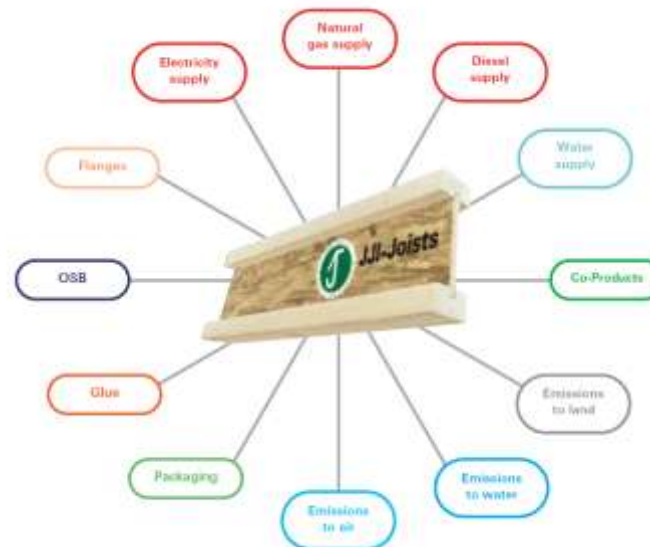 Natural
gas supply
Electricity
supply
Diesel
supply
Flanges
Water
supply
JJI-Joists
OSB
Co-Products
Glue
Emissions
to land
Packaging
Emissions
to water
Emissions
to air